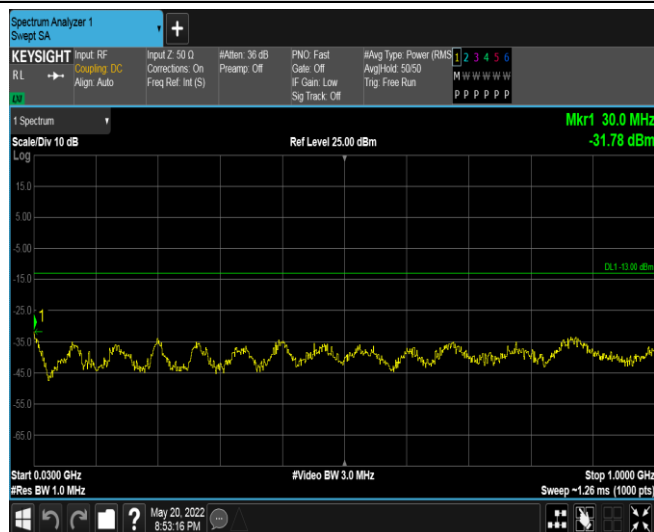 Spectrum Analyzer 1
Swept SA
+
KEYSIGHT
RL
LXI
Input: RF
Coupling: DC
Align: Auto
Input Z: 50 Ω
Corrections: On
Freq Ref: Int (S)
#Atten: 36 dB
Preamp: Off
PNO: Fast
Gate: Off
IF Gain: Low
Sig Track: Off
#Avg Type: Power (RMS
Avg|Hold: 50/50
Trig: Free Run
1 2 3 4 5 6
M W W W W W
P P P P P P
1 Spectrum
Mkr1 30.0 MHz
-31.78 dBm
Scale/Div 10 dB
Ref Level 25.00 dBm
Log
15.0
5.00
-5.00
DL1 -13.00 dBm
-15.0
-25.0
1
-35.0
-45.0
-55.0
-65.0
Start 0.0300 GHz
#Video BW 3.0 MHz
Stop 1.0000 GHz
#Res BW 1.0 MHz
Sweep ~1.26 ms (1000 pts)
?
May 20, 2022
8:53:16 PM